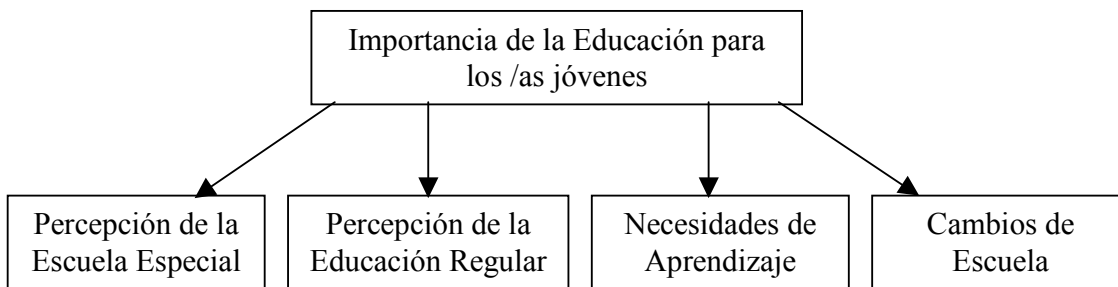 Importancia de la Educación para
los /as jóvenes
Percepción de la
Escuela Especial
Percepción de la
Educación Regular
Necesidades de
Aprendizaje
Cambios de
Escuela